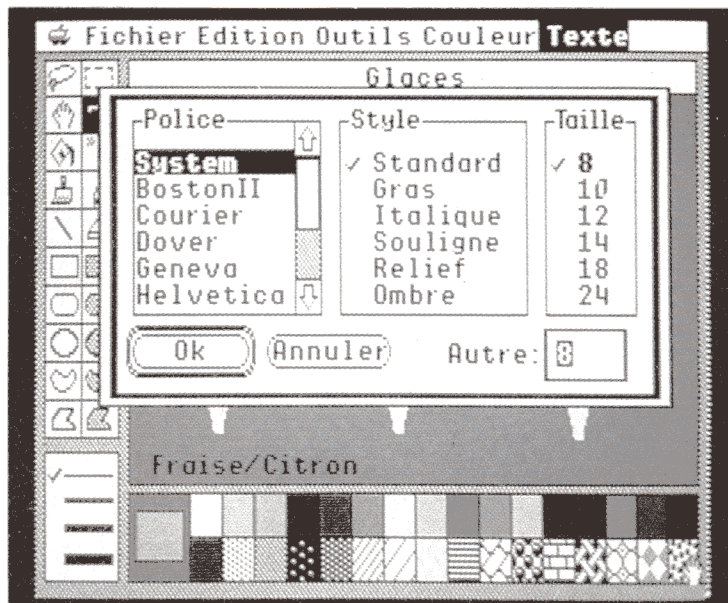 Fichier Edition Outils Couleur Texte
Glaces
Police
System
BostonII
Courier
Dover
Geneva
Helvetica
Style
✓ Standard
Gras
Italique
Souligne
Relief
Ombre
Taille
✓ 8
10
12
14
18
24
Ok
Annuler
Autre: 8
Fraise/Citron